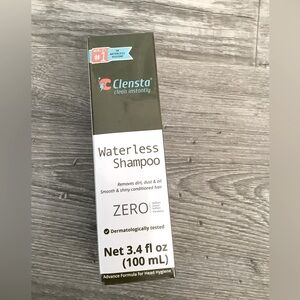 Clensta
clean instantly
Waterless
Shampoo
Removes dirt, dust & oil
Smooth & shiny conditioned hair
ZERO
Dermatologically tested
Net 3.4 fl oz
(100 mL)
Advance Formula for Head Hygiene